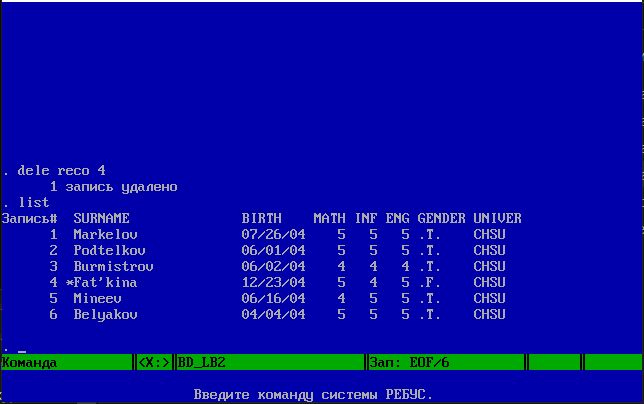 . dele reco 4
1 запись удалено
. list
Запись# SURNAME BIRTH MATH INF ENG GENDER UNIVER
1 Markelov 07/26/04 5 5 5 .T. CHSU
2 Podtelkov 06/01/04 5 5 5 .T. CHSU
3 Burmistrov 06/02/04 4 4 4 .T. CHSU
4 *Fat'kina 12/23/04 5 4 5 .F. CHSU
5 Mineev 06/16/04 4 5 5 .T. CHSU
6 Belyakov 04/04/04 5 5 5 .T. CHSU
. _
Команда ║<X:>║BD_LB2 ║Зап: EOF/6 ║ ║
Введите команду системы РЕБУС.